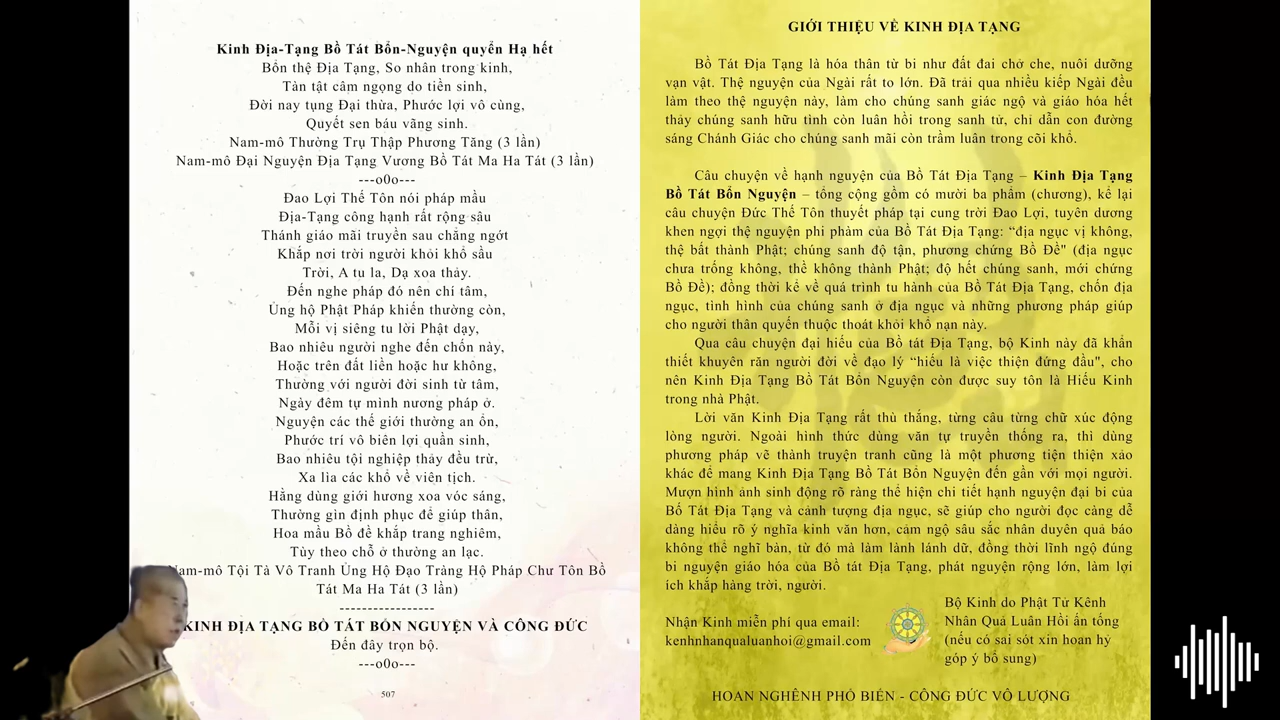 Kinh Địa-Tạng Bồ Tát Bổn-Nguyện quyển Hạ hết
Bổn thệ Địa Tạng, So nhân trong kinh,
Tàn tật câm ngọng do tiền sinh,
Đời nay tụng Đại thừa, Phước lợi vô cùng,
Quyết sen báu vãng sinh.
Nam-mô Thường Trụ Thập Phương Tăng (3 lần)
Nam-mô Đại Nguyện Địa Tạng Vương Bồ Tát Ma Ha Tát (3 lần)
---o0o---
Đao Lợi Thế Tôn nói pháp mầu
Địa-Tạng công hạnh rất rộng sâu
Thánh giáo mãi truyền sau chẳng ngớt
Khắp nơi trời người khỏi khổ sầu
Trời, A tu la, Dạ xoa thảy.
Đến nghe pháp đó nên chí tâm,
Ủng hộ Phật Pháp khiến thường còn,
Mỗi vị siêng tu lời Phật dạy,
Bao nhiêu người nghe đến chốn này,
Hoặc trên đất liền hoặc hư không,
Thường với người đời sinh từ tâm,
Ngày đêm tự mình nương pháp ở.
Nguyện các thế giới thường an ổn,
Phước trí vô biên lợi quần sinh,
Bao nhiêu tội nghiệp thảy đều trừ,
Xa lìa các khổ về viên tịch.
Hằng dùng giới hương xoa vóc sáng,
Thường gìn định phục để giúp thân,
Hoa mầu Bồ đề khắp trang nghiêm,
Tùy theo chỗ ở thường an lạc.
Nam-mô Tội Tả Vô Tranh Ủng Hộ Đạo Tràng Hộ Pháp Chư Tôn Bồ
Tát Ma Ha Tát (3 lần)
-----------------
KINH ĐỊA TẠNG BỒ TÁT BỔN NGUYỆN VÀ CÔNG ĐỨC
Đến đây trọn bộ.
---o0o---
507
GIỚI THIỆU VỀ KINH ĐỊA TẠNG
Bồ Tát Địa Tạng là hóa thân từ bi như đất đai chở che, nuôi dưỡng
vạn vật. Thệ nguyện của Ngài rất to lớn. Đã trải qua nhiều kiếp Ngài đều
làm theo thệ nguyện này, làm cho chúng sanh giác ngộ và giáo hóa hết
thảy chúng sanh hữu tình còn luân hồi trong sanh tử, chỉ dẫn con đường
sáng Chánh Giác cho chúng sanh mãi còn trầm luân trong cõi khổ.
Câu chuyện về hạnh nguyện của Bồ Tát Địa Tạng – Kinh Địa Tạng
Bồ Tát Bổn Nguyện – tổng cộng gồm có mười ba phẩm (chương), kể lại
câu chuyện Đức Thế Tôn thuyết pháp tại cung trời Đao Lợi, tuyên dương
khen ngợi thệ nguyện phi phàm của Bồ Tát Địa Tạng: “địa ngục vị không,
thệ bất thành Phật; chúng sanh độ tận, phương chứng Bồ Đề" (địa ngục
chưa trống không, thề không thành Phật; độ hết chúng sanh, mới chứng
Bồ Đề); đồng thời kể về quá trình tu hành của Bồ Tát Địa Tạng, chốn địa
ngục, tình hình của chúng sanh ở địa ngục và những phương pháp giúp
cho người thân quyến thuộc thoát khỏi khổ nạn này.
Qua câu chuyện đại hiếu của Bồ tát Địa Tạng, bộ Kinh này đã khẩn
thiết khuyên răn người đời về đạo lý “hiếu là việc thiện đứng đầu", cho
nên Kinh Địa Tạng Bồ Tát Bổn Nguyện còn được suy tôn là Hiếu Kinh
trong nhà Phật.
Lời văn Kinh Địa Tạng rất thù thắng, từng câu từng chữ xúc động
lòng người. Ngoài hình thức dùng văn tự truyền thống ra, thì dùng
phương pháp vẽ thành truyện tranh cũng là một phương tiện thiện xảo
khác để mang Kinh Địa Tạng Bồ Tát Bổn Nguyện đến gần với mọi người.
Mượn hình ảnh sinh động rõ ràng thể hiện chi tiết hạnh nguyện đại bi của
Bồ Tát Địa Tạng và cảnh tượng địa ngục, sẽ giúp cho người đọc càng dễ
dàng hiểu rõ ý nghĩa kinh văn hơn, cảm ngộ sâu sắc nhân duyên quả báo
không thể nghĩ bàn, từ đó mà làm lành lánh dữ, đồng thời lĩnh ngộ đúng
bi nguyện giáo hóa của Bồ tát Địa Tạng, phát nguyện rộng lớn, làm lợi
ích khắp hàng trời, người.
Nhận Kinh miễn phí qua email:
kenhnhanqualuanhoi@gmail.com
Bộ Kinh do Phật Tử Kênh
Nhân Quả Luân Hồi ấn tống
(nếu có sai sót xin hoan hỷ
góp ý bổ sung)
HOAN NGHÊNH PHỔ BIẾN - CÔNG ĐỨC VÔ LƯỢNG